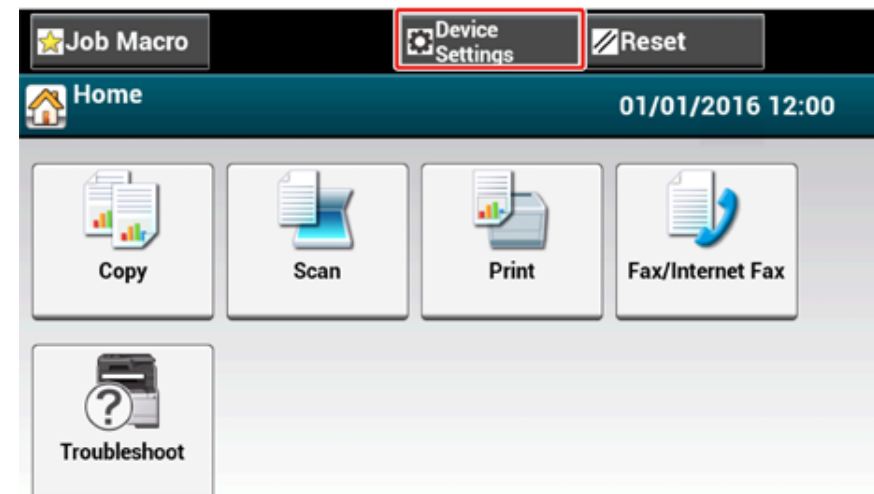 Job Macro
Device
Settings
Reset
Home
01/01/2016 12:00
Copy
Scan
Print
Fax/Internet Fax
Troubleshoot